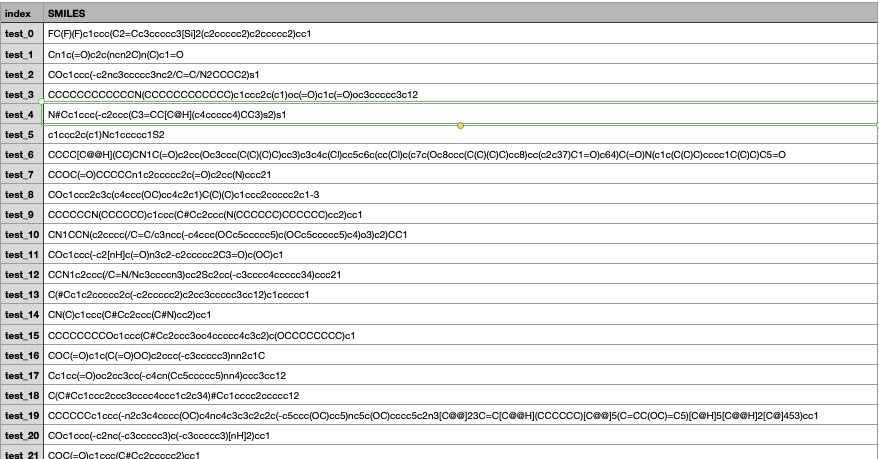 index SMILES
test_0 FC(F)(F)c1ccc(C2=Cc3ccccc3[Si]2(c2ccccc2)c2ccccc2)cc1
test_1 Cn1c(=O)c2c(ncn2C)n(C)c1=O
test_2 COc1ccc(-c2nc3ccccc3nc2/C=C/N2CCCC2)s1
test_3 CCCCCCCCCCCCN(CCCCCCCCCCCC)c1ccc2c(c1)oc(=O)c1c(=O)oc3ccccc3c12
test_4 N#Cc1ccc(-c2ccc(C3=CC[C@H](c4ccccc4)CC3)s2)s1
test_5 c1ccc2c(c1)Nc1ccccc1S2
test_6 CCCC[C@@H](CC)CN1C(=O)c2cc(Oc3ccc(C(C)(C)C)cc3)c3c4c(Cl)cc5c6c(cc(Cl)c(c7c(Oc8ccc(C(C)(C)C)cc8)cc(c2c37)C1=O)c64)C(=O)N(c1c(C(C)C)cccc1C(C)C)C5=O
test_7 CCOC(=O)CCCCCn1c2ccccc2c(=O)c2cc(N)ccc21
test_8 COc1ccc2c3c(c4ccc(OC)cc4c2c1)C(C)(C)c1ccc2ccccc2c1-3
test_9 CCCCCCN(CCCCCC)c1ccc(C#Cc2ccc(N(CCCCCC)CCCCCC)cc2)cc1
test_10 CN1CCN(c2cccc(/C=C/c3ncc(-c4ccc(OCc5ccccc5)c(OCc5ccccc5)c4)o3)c2)CC1
test_11 COc1ccc(-c2[nH]c(=O)n3c2-c2ccccc2C3=O)c(OC)c1
test_12 CCN1c2ccc(/C=N/Nc3ccccn3)cc2Sc2cc(-c3cccc4ccccc34)ccc21
test_13 C(#Cc1c2ccccc2c(-c2ccccc2)c2cc3ccccc3cc12)c1ccccc1
test_14 CN(C)c1ccc(C#Cc2ccc(C#N)cc2)cc1
test_15 CCCCCCCCOc1ccc(C#Cc2ccc3oc4ccccc4c3c2)c(OCCCCCCCC)c1
test_16 COC(=O)c1c(C(=O)OC)c2ccc(-c3ccccc3)nn2c1C
test_17 Cc1cc(=O)oc2cc3cc(-c4cn(Cc5ccccc5)nn4)ccc3cc12
test_18 C(C#Cc1ccc2ccc3cccc4ccc1c2c34)#Cc1cccc2ccccc12
test_19 CCCCCCc1ccc(-n2c3c4cccc(OC)c4nc4c3c3c2c2c(-c5ccc(OC)cc5)nc5c(OC)cccc5c2n3[C@@]23C=C[C@@H](CCCCCC)[C@@]5(C=CC(OC)=C5)[C@H]5[C@@H]2[C@]453)cc1
test_20 COc1ccc(-c2nc(-c3ccccc3)c(-c3ccccc3)[nH]2)cc1
test_21 COC(=O)c1ccc(C#Cc2ccccc2)cc1